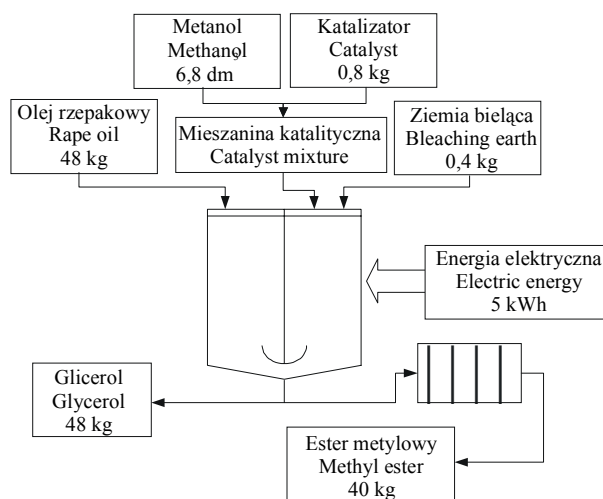 Metanol
Methanol
6,8 dm
Katalizator
Catalyst
0,8 kg
Olej rzepakowy
Rape oil
48 kg
Mieszanina katalityczna
Catalyst mixture
Ziemia bieląca
Bleaching earth
0,4 kg
Energia elektryczna
Electric energy
5 kWh
Glicerol
Glycerol
48 kg
Ester metylowy
Methyl ester
40 kg